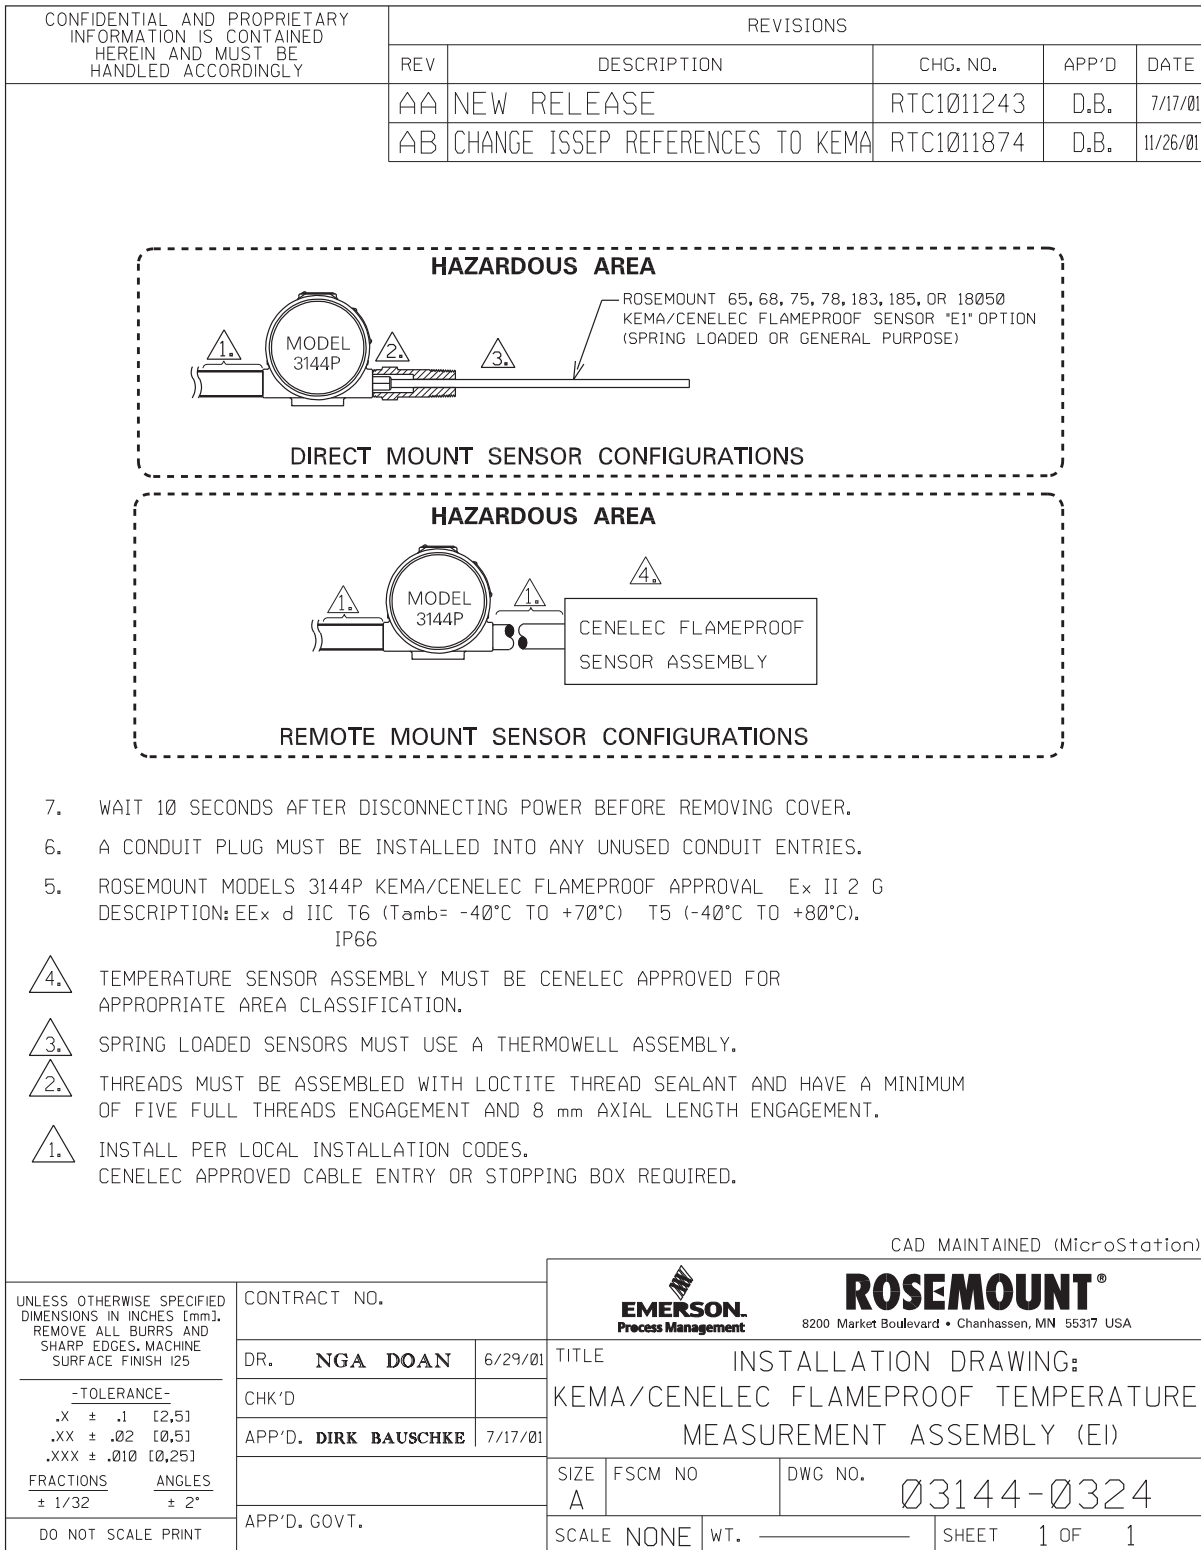 CONFIDENTIAL AND PROPRIETARY
INFORMATION IS CONTAINED
HEREIN AND MUST BE
HANDLED ACCORDINGLY
REVISIONS
REV DESCRIPTION CHG. NO. APP'D DATE
AA NEW RELEASE RTC1011243 D.B. 7/17/01
AB CHANGE ISSEP REFERENCES TO KEMA RTC1011874 D.B. 11/26/01
HAZARDOUS AREA
ROSEMOUNT 65, 68, 75, 78, 183, 185, OR 18050
KEMA/CENELEC FLAMEPROOF SENSOR "E1" OPTION
(SPRING LOADED OR GENERAL PURPOSE)
1.
MODEL
3144P
2.
3.
DIRECT MOUNT SENSOR CONFIGURATIONS
HAZARDOUS AREA
1.
MODEL
3144P
1.
4.
CENELEC FLAMEPROOF
SENSOR ASSEMBLY
REMOTE MOUNT SENSOR CONFIGURATIONS
7. WAIT 10 SECONDS AFTER DISCONNECTING POWER BEFORE REMOVING COVER.
6. A CONDUIT PLUG MUST BE INSTALLED INTO ANY UNUSED CONDUIT ENTRIES.
5. ROSEMOUNT MODELS 3144P KEMA/CENELEC FLAMEPROOF APPROVAL Ex II 2 G
DESCRIPTION: EEx d IIC T6 (Tamb= -40°C TO +70°C) T5 (-40°C TO +80°C).
IP66
4. TEMPERATURE SENSOR ASSEMBLY MUST BE CENELEC APPROVED FOR
APPROPRIATE AREA CLASSIFICATION.
3. SPRING LOADED SENSORS MUST USE A THERMOWELL ASSEMBLY.
2. THREADS MUST BE ASSEMBLED WITH LOCTITE THREAD SEALANT AND HAVE A MINIMUM
OF FIVE FULL THREADS ENGAGEMENT AND 8 mm AXIAL LENGTH ENGAGEMENT.
1. INSTALL PER LOCAL INSTALLATION CODES.
CENELEC APPROVED CABLE ENTRY OR STOPPING BOX REQUIRED.
CAD MAINTAINED (MicroStation)
UNLESS OTHERWISE SPECIFIED
DIMENSIONS IN INCHES [mm].
REMOVE ALL BURRS AND
SHARP EDGES. MACHINE
SURFACE FINISH 125
-TOLERANCE-
.X ± .1 [2,5]
.XX ± .02 [0,5]
.XXX ± .010 [0,25]
FRACTIONS ANGLES
± 1/32 ± 2°
DO NOT SCALE PRINT
CONTRACT NO.
DR. NGA DOAN 6/29/01
CHK'D
APP'D. DIRK BAUSCHKE 7/17/01
APP'D. GOVT.
EMERSON™
Process Management
ROSEMOUNT®
8200 Market Boulevard • Chanhassen, MN 55317 USA
TITLE INSTALLATION DRAWING:
KEMA/CENELEC FLAMEPROOF TEMPERATURE
MEASUREMENT ASSEMBLY (E1)
SIZE A FSCM NO DWG NO. 03144-0324
SCALE NONE WT. SHEET 1 OF 1